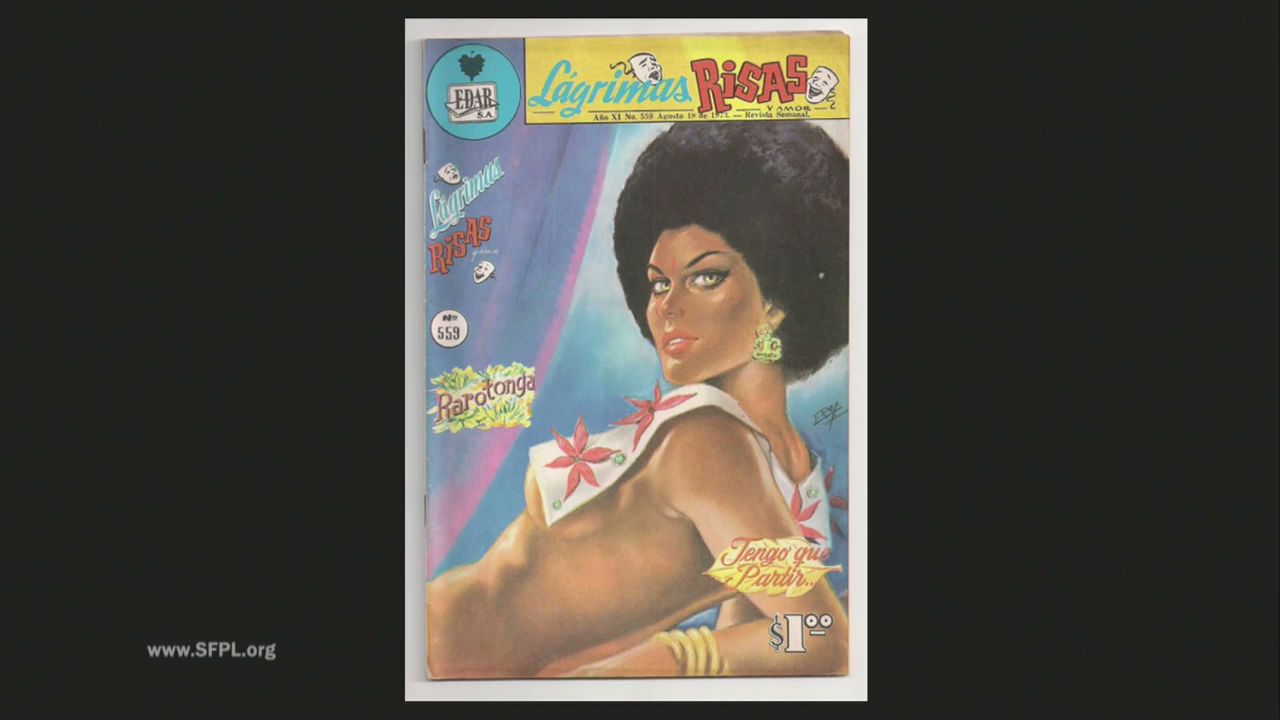 EDAR
S.A.
Lágrimas RISAS
Y AMOR
Año XI No. 559 Agosto 18 de 1973. — Revista Semanal.
Lágrimas
RISAS
y amor
No
559
Rarotonga
Tengo que
Partir..
$1.00
www.SFPL.org